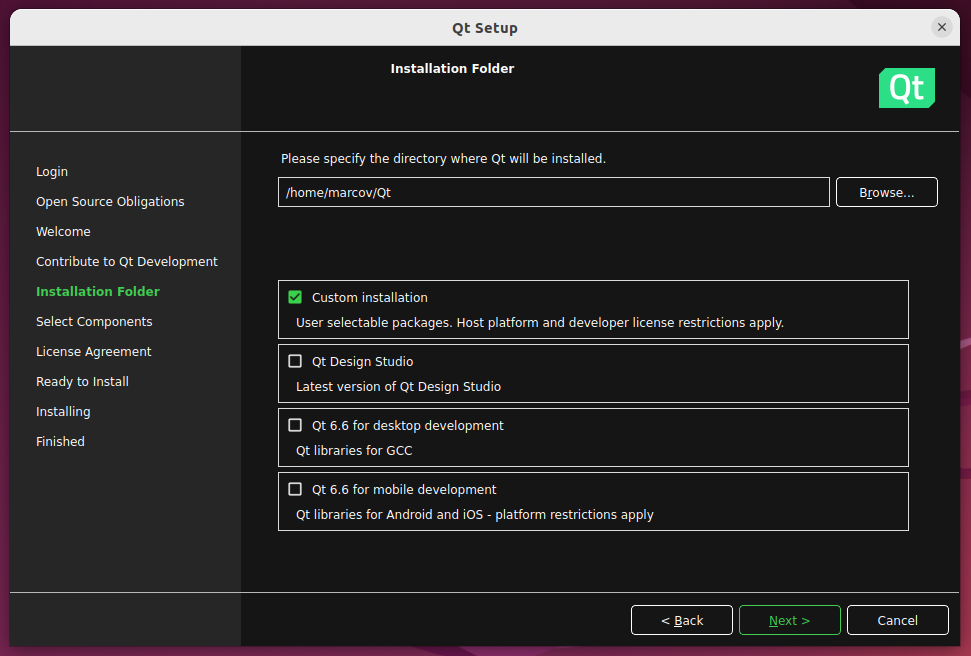 Qt Setup
Installation Folder
Qt
Login
Open Source Obligations
Welcome
Contribute to Qt Development
Installation Folder
Select Components
License Agreement
Ready to Install
Installing
Finished
Please specify the directory where Qt will be installed.
/home/marcov/Qt
Browse...
Custom installation
User selectable packages. Host platform and developer license restrictions apply.
Qt Design Studio
Latest version of Qt Design Studio
Qt 6.6 for desktop development
Qt libraries for GCC
Qt 6.6 for mobile development
Qt libraries for Android and iOS - platform restrictions apply
< Back
Next >
Cancel